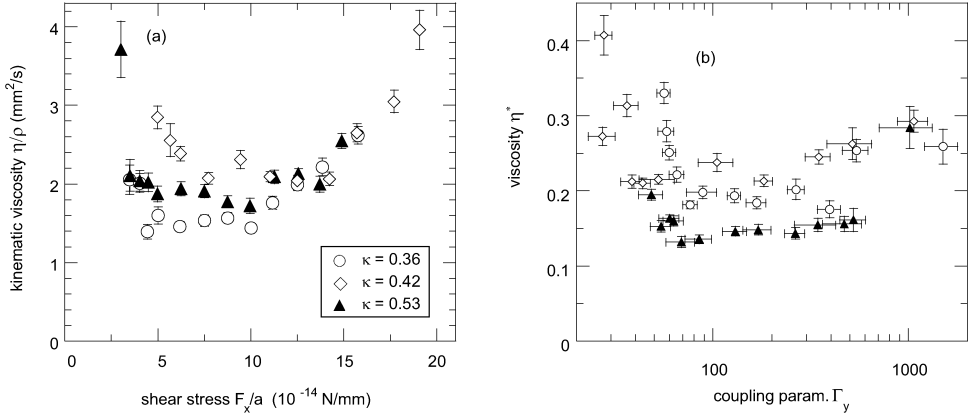 (a)
4
3
2
1
0
0
5
10
15
20
kinematic viscosity η/ρ (mm²/s)
shear stress Fₓ/a (10 ⁻¹⁴ N/mm)
κ = 0.36
κ = 0.42
κ = 0.53
(b)
0.4
0.3
0.2
0.1
0
100
1000
viscosity η*
coupling param. Γᵧ